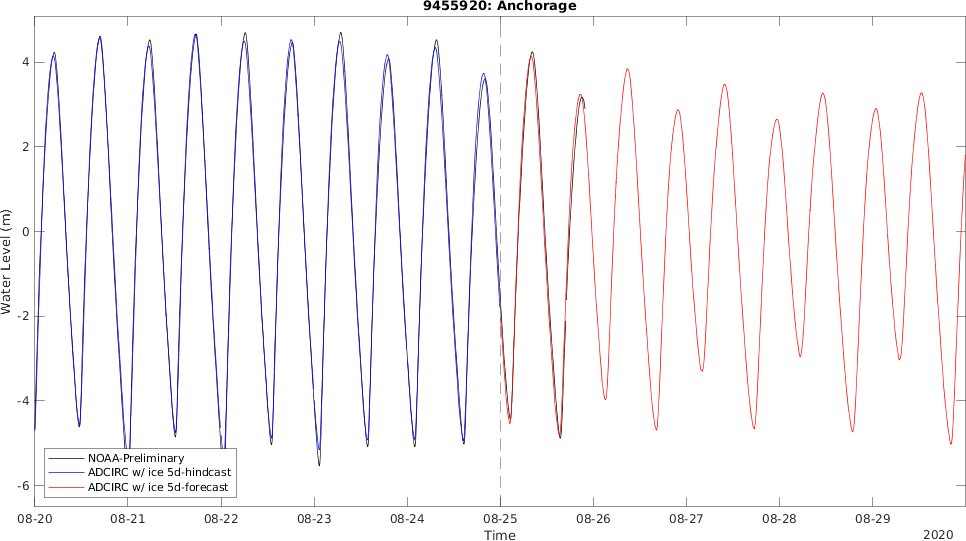 9455920: Anchorage
Water Level (m)
4
2
0
-2
-4
-6
NOAA-Preliminary
ADCIRC w/ ice 5d-hindcast
ADCIRC w/ ice 5d-forecast
08-20 08-21 08-22 08-23 08-24 08-25 08-26 08-27 08-28 08-29
Time
2020